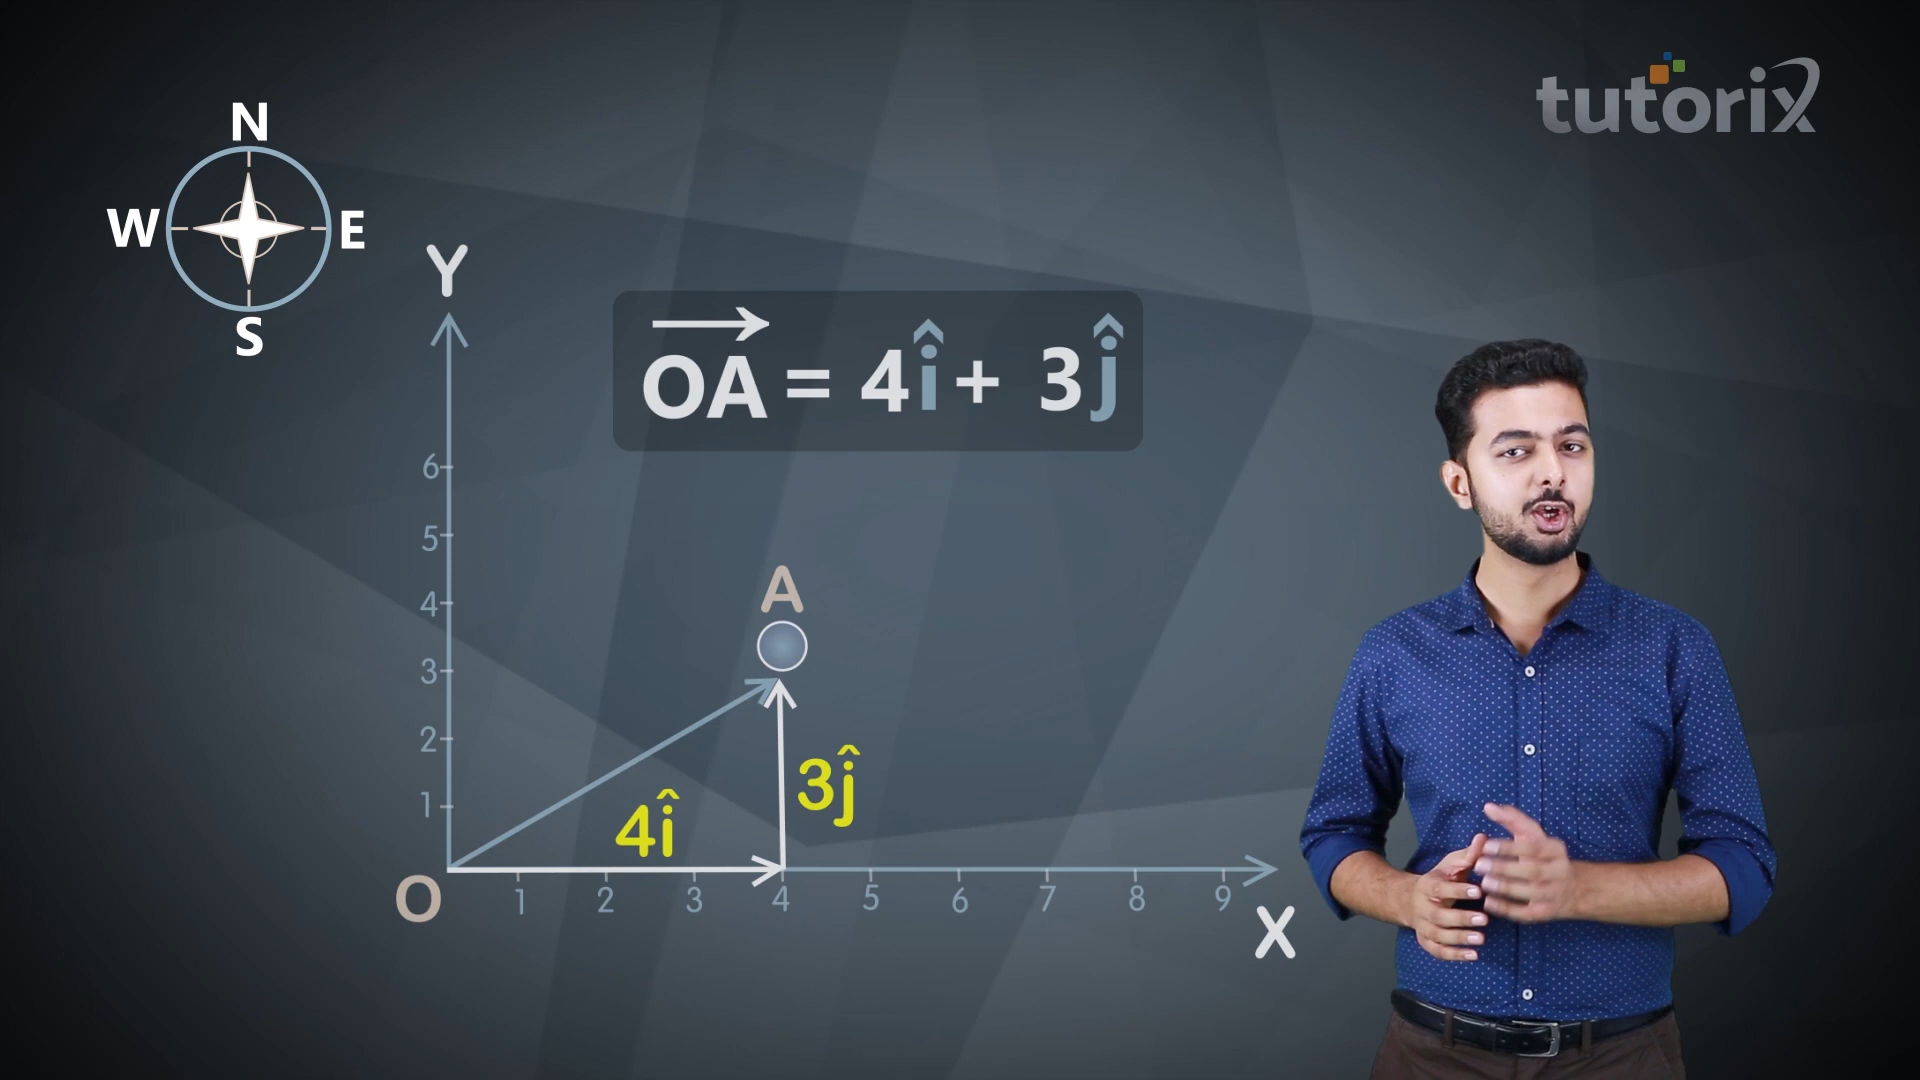 tutorix
N
W E
S
Y
OA = 4î + 3ĵ
6
5
4
A
3
2
3ĵ
1
4î
O
1 2 3 4 5 6 7 8 9
X